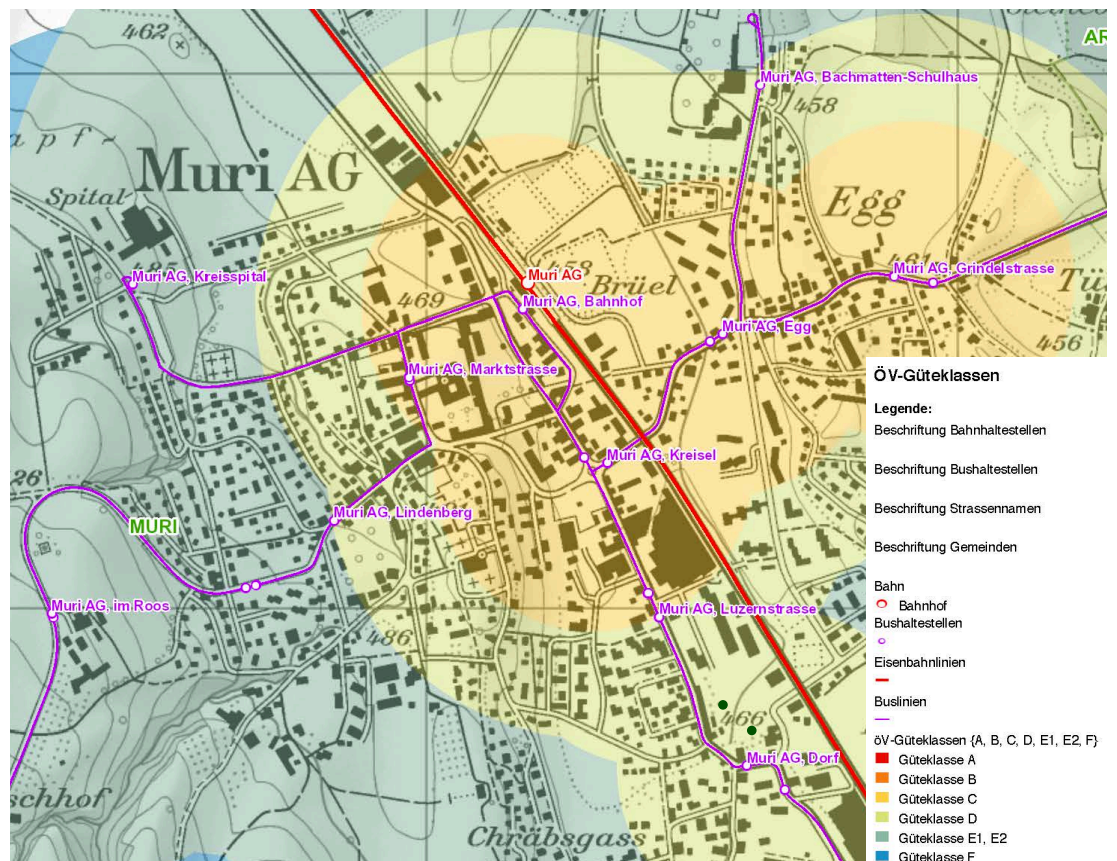 462
Muri AG, Bachmatten-Schulhaus
AR
458
a p f -
Muri AG
Spital
Egg
485
Muri AG, Kreisspital
458
Muri AG
Brüel
Muri AG, Grindelstrasse
469
Muri AG, Bahnhof
Muri AG, Egg
456
Muri AG, Marktstrasse
Muri AG, Kreisel
26
MURI
Muri AG, Lindenberg
Muri AG, im Roos
Muri AG, Luzernstrasse
486
466
Muri AG, Dorf
schhof
Chräbsgass
ÖV-Güteklassen
Legende:
Beschriftung Bahnhaltestellen
Beschriftung Bushaltestellen
Beschriftung Strassennamen
Beschriftung Gemeinden
Bahn
Bahnhof
Bushaltestellen
Eisenbahnlinien
Buslinien
öV-Güteklassen {A, B, C, D, E1, E2, F}
Güteklasse A
Güteklasse B
Güteklasse C
Güteklasse D
Güteklasse E1, E2
Güteklasse F